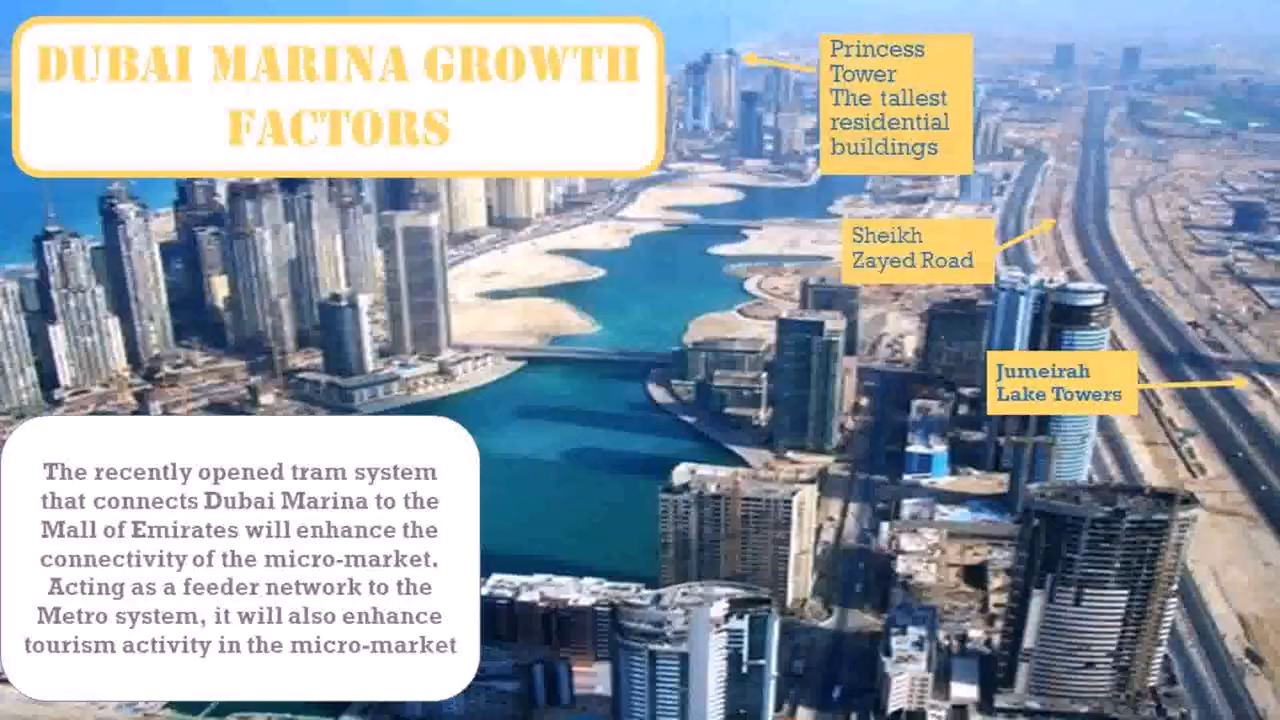 DUBAI MARINA GROWTH
FACTORS
Princess
Tower
The tallest
residential
buildings
Sheikh
Zayed Road
Jumeirah
Lake Towers
The recently opened tram system
that connects Dubai Marina to the
Mall of Emirates will enhance the
connectivity of the micro-market.
Acting as a feeder network to the
Metro system, it will also enhance
tourism activity in the micro-market